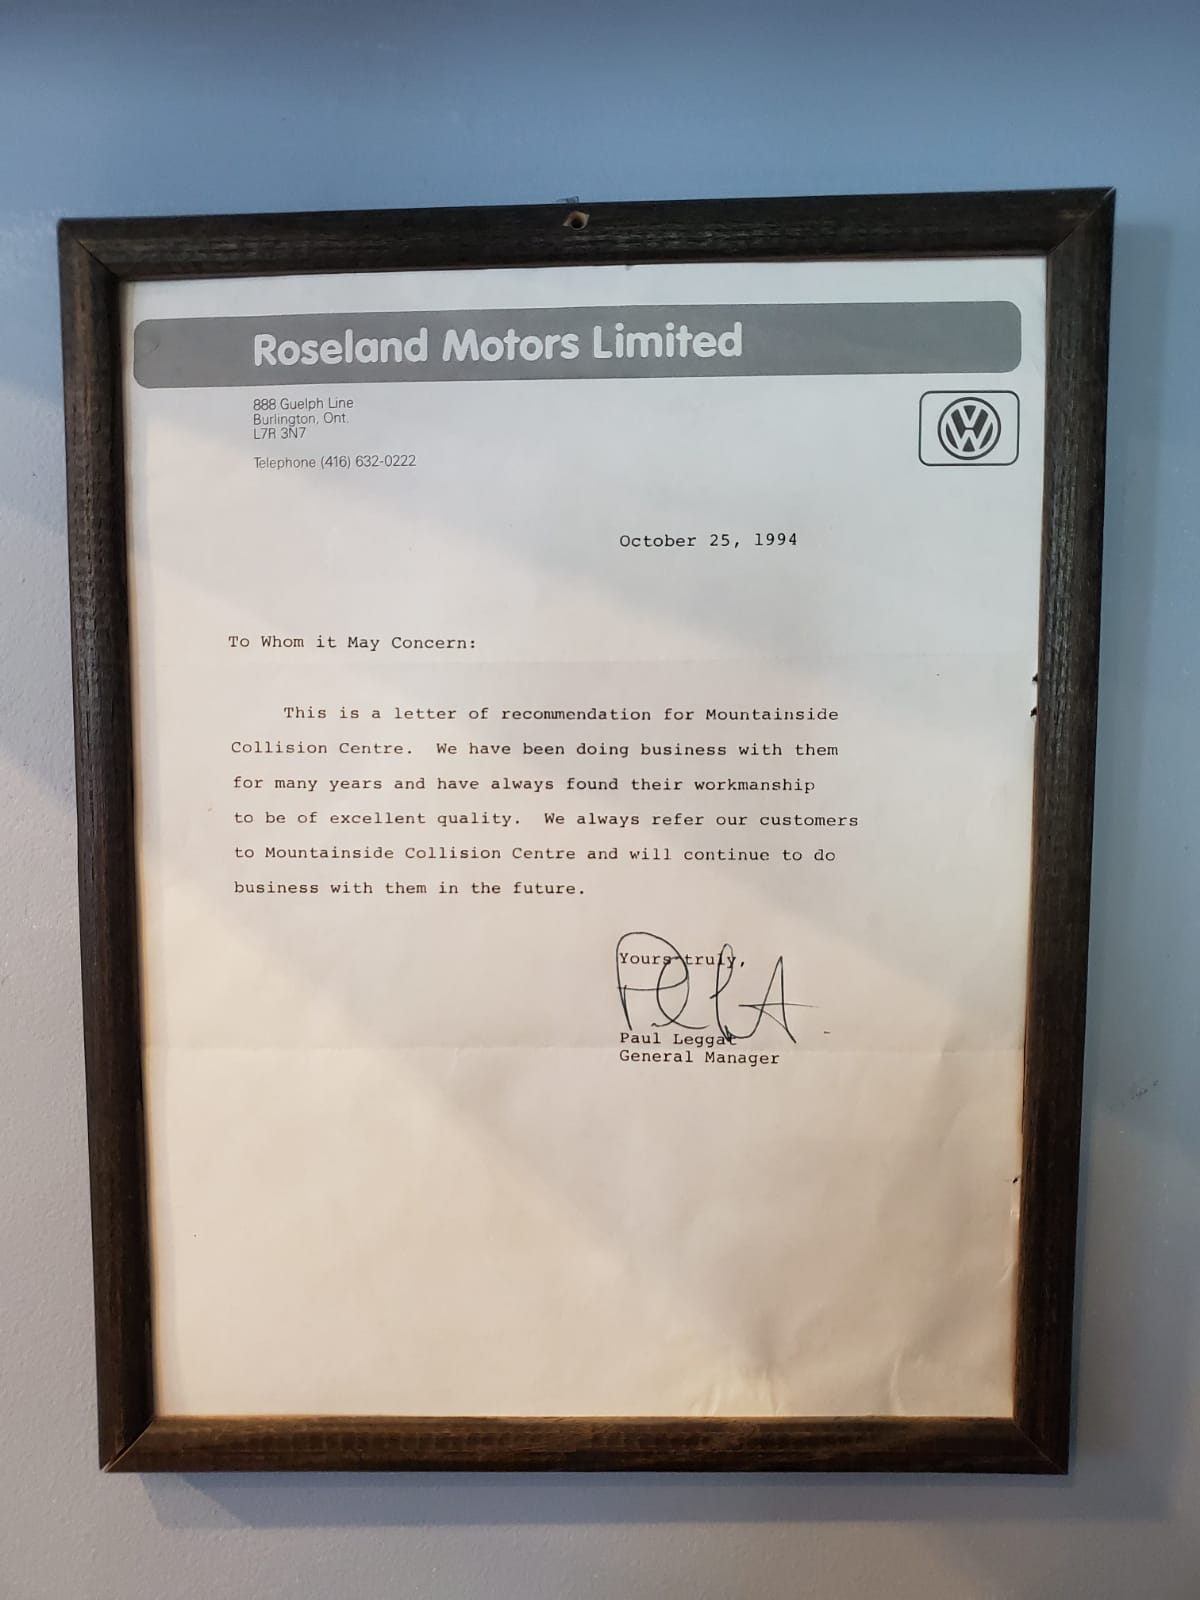 Roseland Motors Limited
888 Guelph Line
Burlington, Ont.
L7R 3N7
Telephone (416) 632-0222
VW
October 25, 1994
To Whom it May Concern:
This is a letter of recommendation for Mountainside
Collision Centre. We have been doing business with them
for many years and have always found their workmanship
to be of excellent quality. We always refer our customers
to Mountainside Collision Centre and will continue to do
business with them in the future.
Yours truly,
Paul Leggat
General Manager